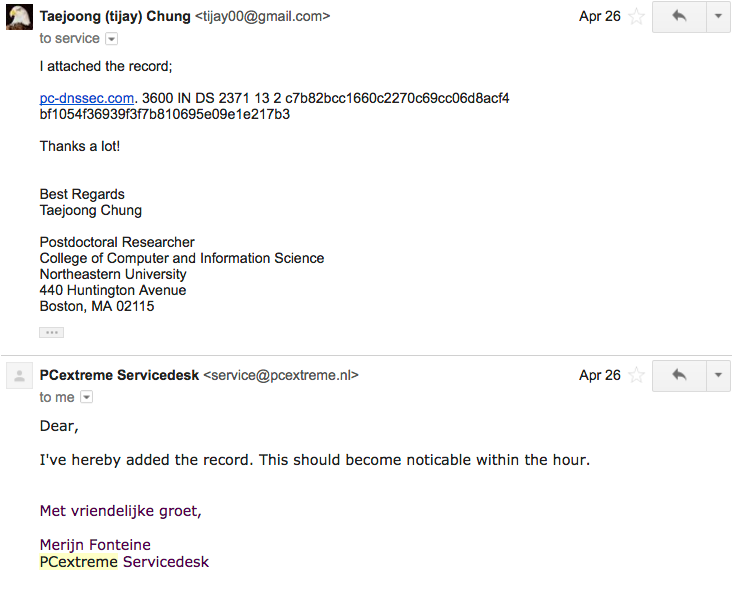 Taejoong (tijay) Chung <tijay00@gmail.com> Apr 26
to service
I attached the record;
pc-dnssec.com. 3600 IN DS 2371 13 2 c7b82bcc1660c2270c69cc06d8acf4
bf1054f36939f3f7b810695e09e1e217b3
Thanks a lot!
Best Regards
Taejoong Chung
Postdoctoral Researcher
College of Computer and Information Science
Northeastern University
440 Huntington Avenue
Boston, MA 02115
PCextreme Servicedesk <service@pcextreme.nl> Apr 26
to me
Dear,
I've hereby added the record. This should become noticable within the hour.
Met vriendelijke groet,
Merijn Fonteine
PCextreme Servicedesk